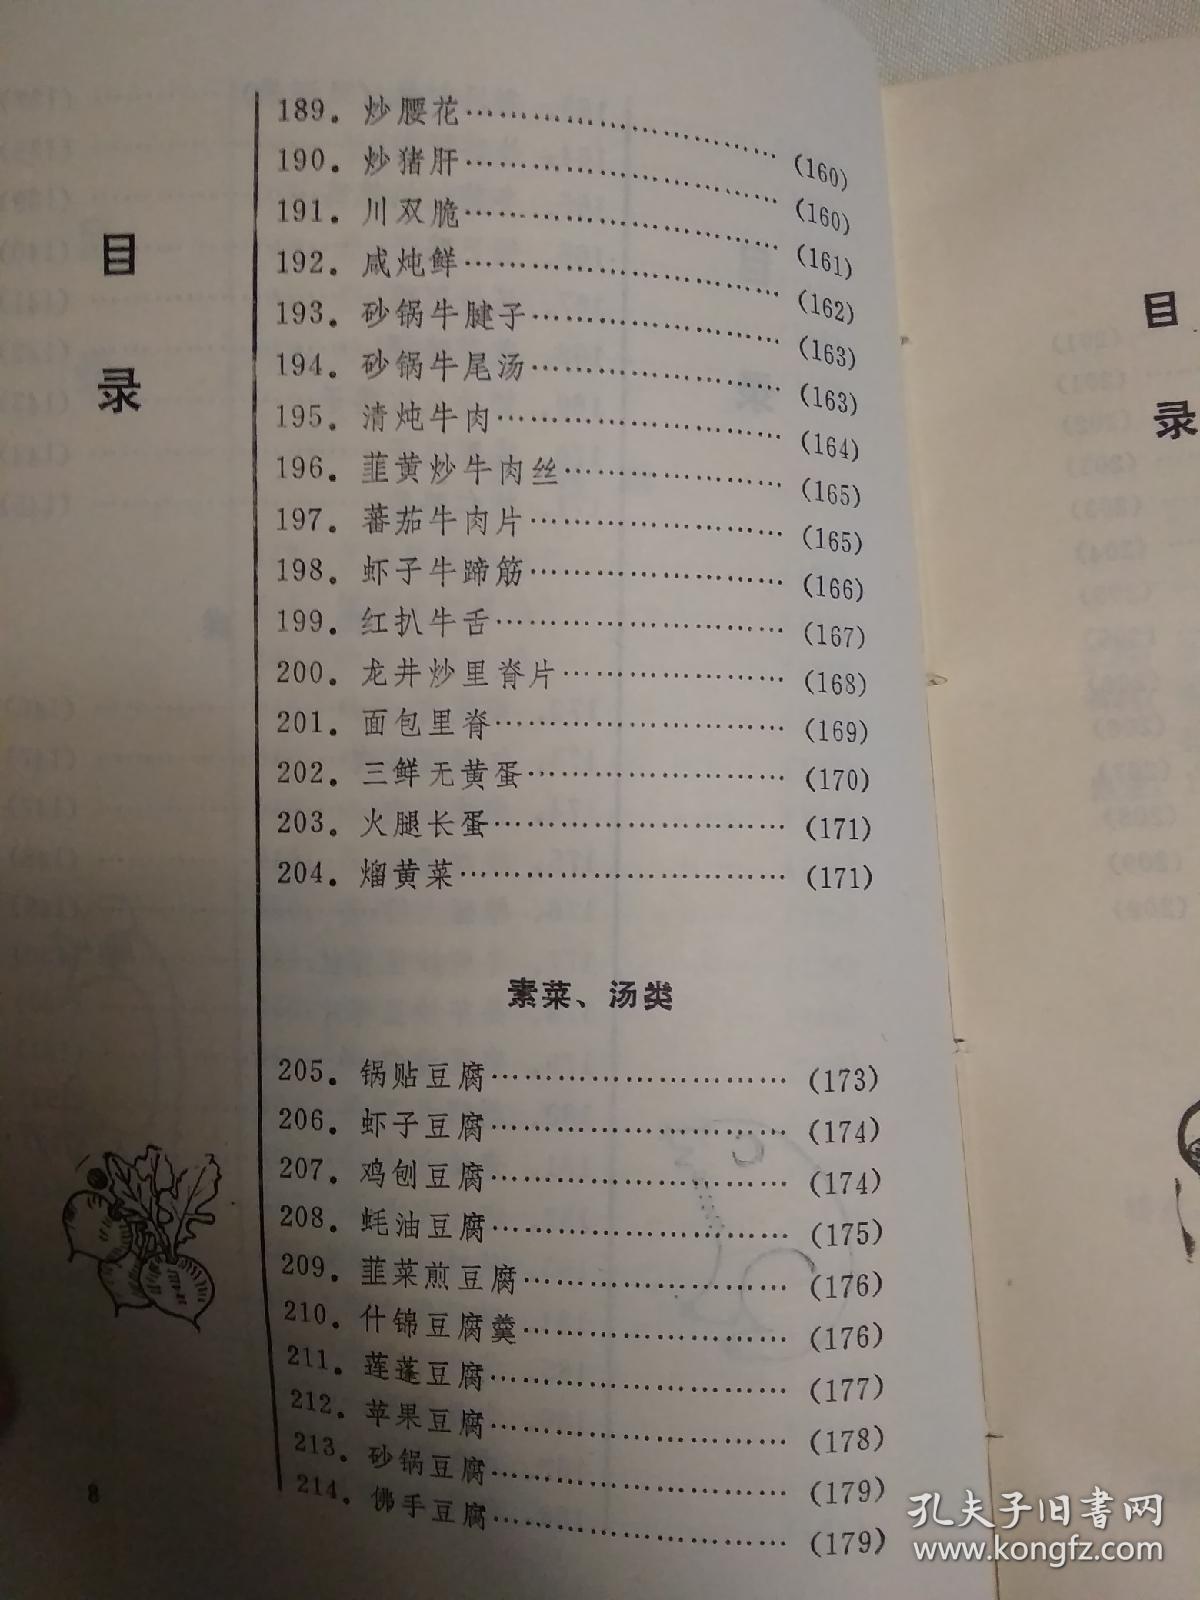 目录
189. 炒腰花……(160)
190. 炒猪肝……(160)
191. 川双脆……(161)
192. 咸炖鲜……(162)
193. 砂锅牛腱子……(163)
194. 砂锅牛尾汤……(163)
195. 清炖牛肉……(164)
196. 韮黄炒牛肉丝……(165)
197. 蕃茄牛肉片……(165)
198. 虾子牛蹄筋……(166)
199. 红扒牛舌……(167)
200. 龙井炒里脊片……(168)
201. 面包里脊……(169)
202. 三鲜无黄蛋……(170)
203. 火腿长蛋……(171)
204. 熘黄菜……(171)
素菜、汤类
205. 锅贴豆腐……(173)
206. 虾子豆腐……(174)
207. 鸡刨豆腐……(174)
208. 蚝油豆腐……(175)
209. 韮菜煎豆腐……(176)
210. 什锦豆腐羹……(176)
211. 莲蓬豆腐……(177)
212. 苹果豆腐……(178)
213. 砂锅豆腐……(179)
214. 佛手豆腐……(179)
8
目录
孔夫子旧书网
www.kongfz.com